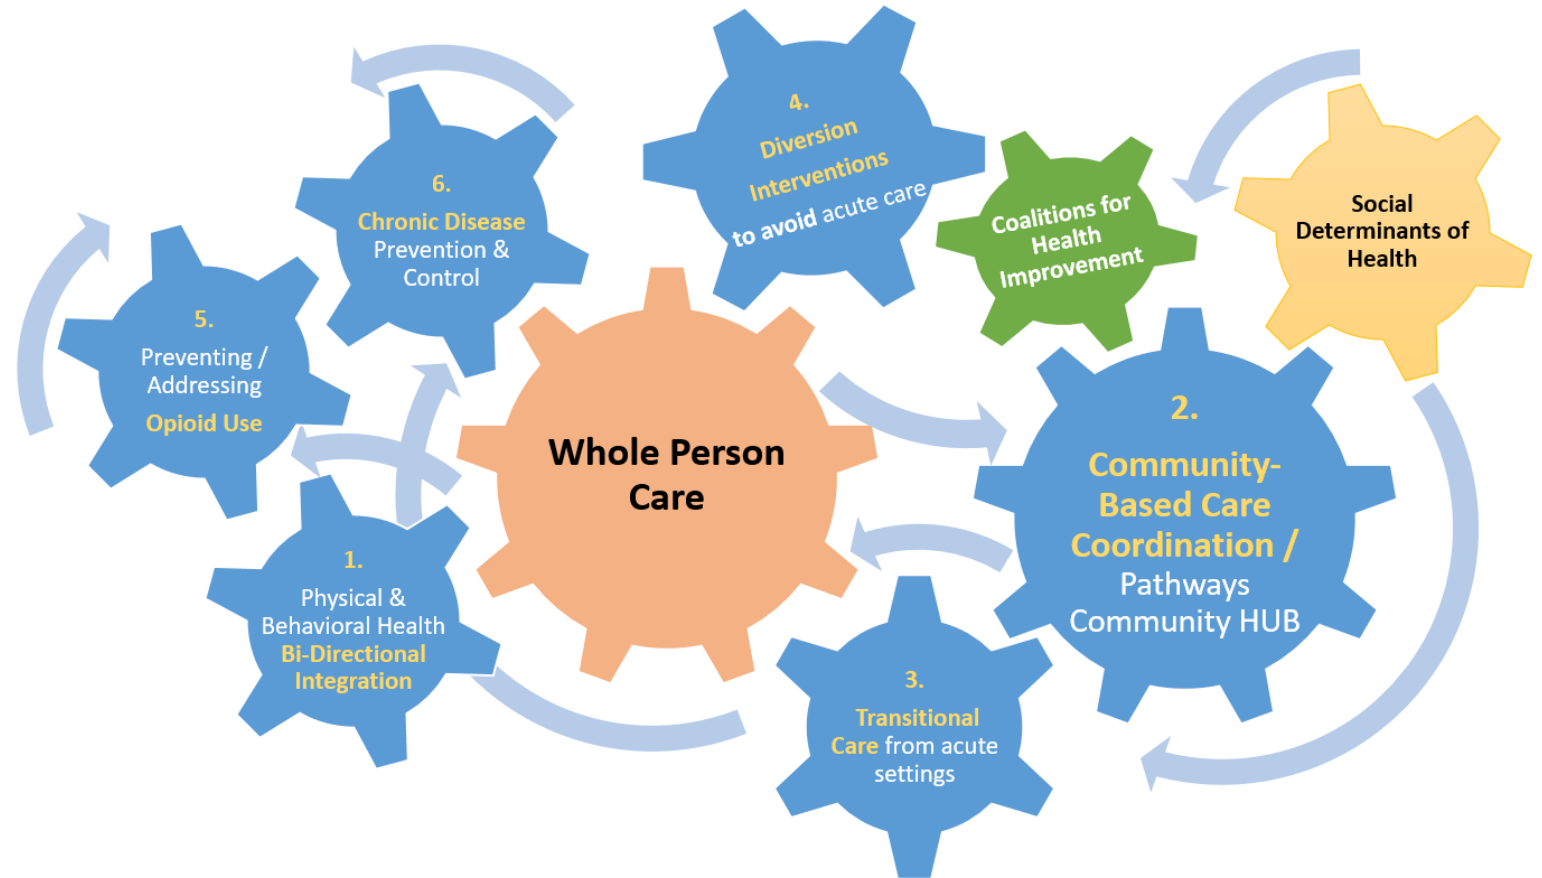 4.
Diversion
Interventions
to avoid acute care
6.
Chronic Disease
Prevention &
Control
Coalitions for
Health
Improvement
Social
Determinants of
Health
5.
Preventing /
Addressing
Opioid Use
Whole Person
Care
2.
Community-
Based Care
Coordination /
Pathways
Community HUB
1.
Physical &
Behavioral Health
Bi-Directional
Integration
3.
Transitional
Care from acute
settings